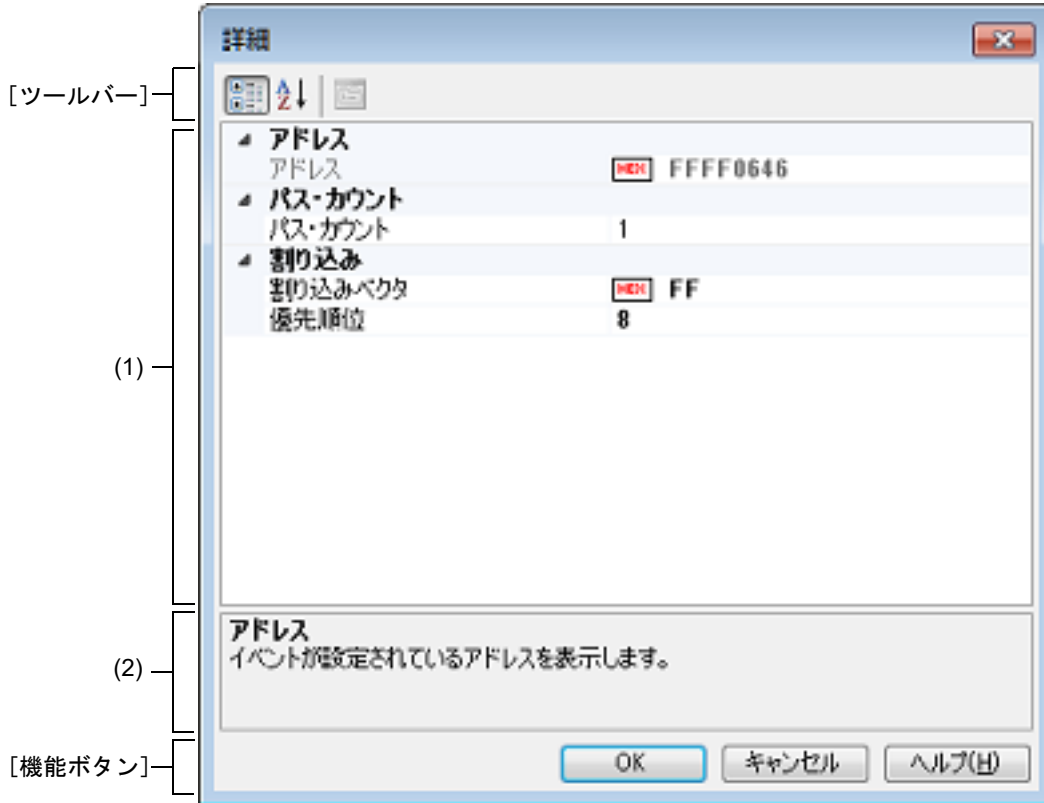 詳細
[ツールバー]
アドレス
アドレス HEX FFFF0646
パス・カウント
パス・カウント 1
割り込み
割り込みベクタ HEX FF
優先順位 8
(1)
アドレス
イベントが設定されているアドレスを表示します。
(2)
[機能ボタン]
OK キャンセル ヘルプ(H)